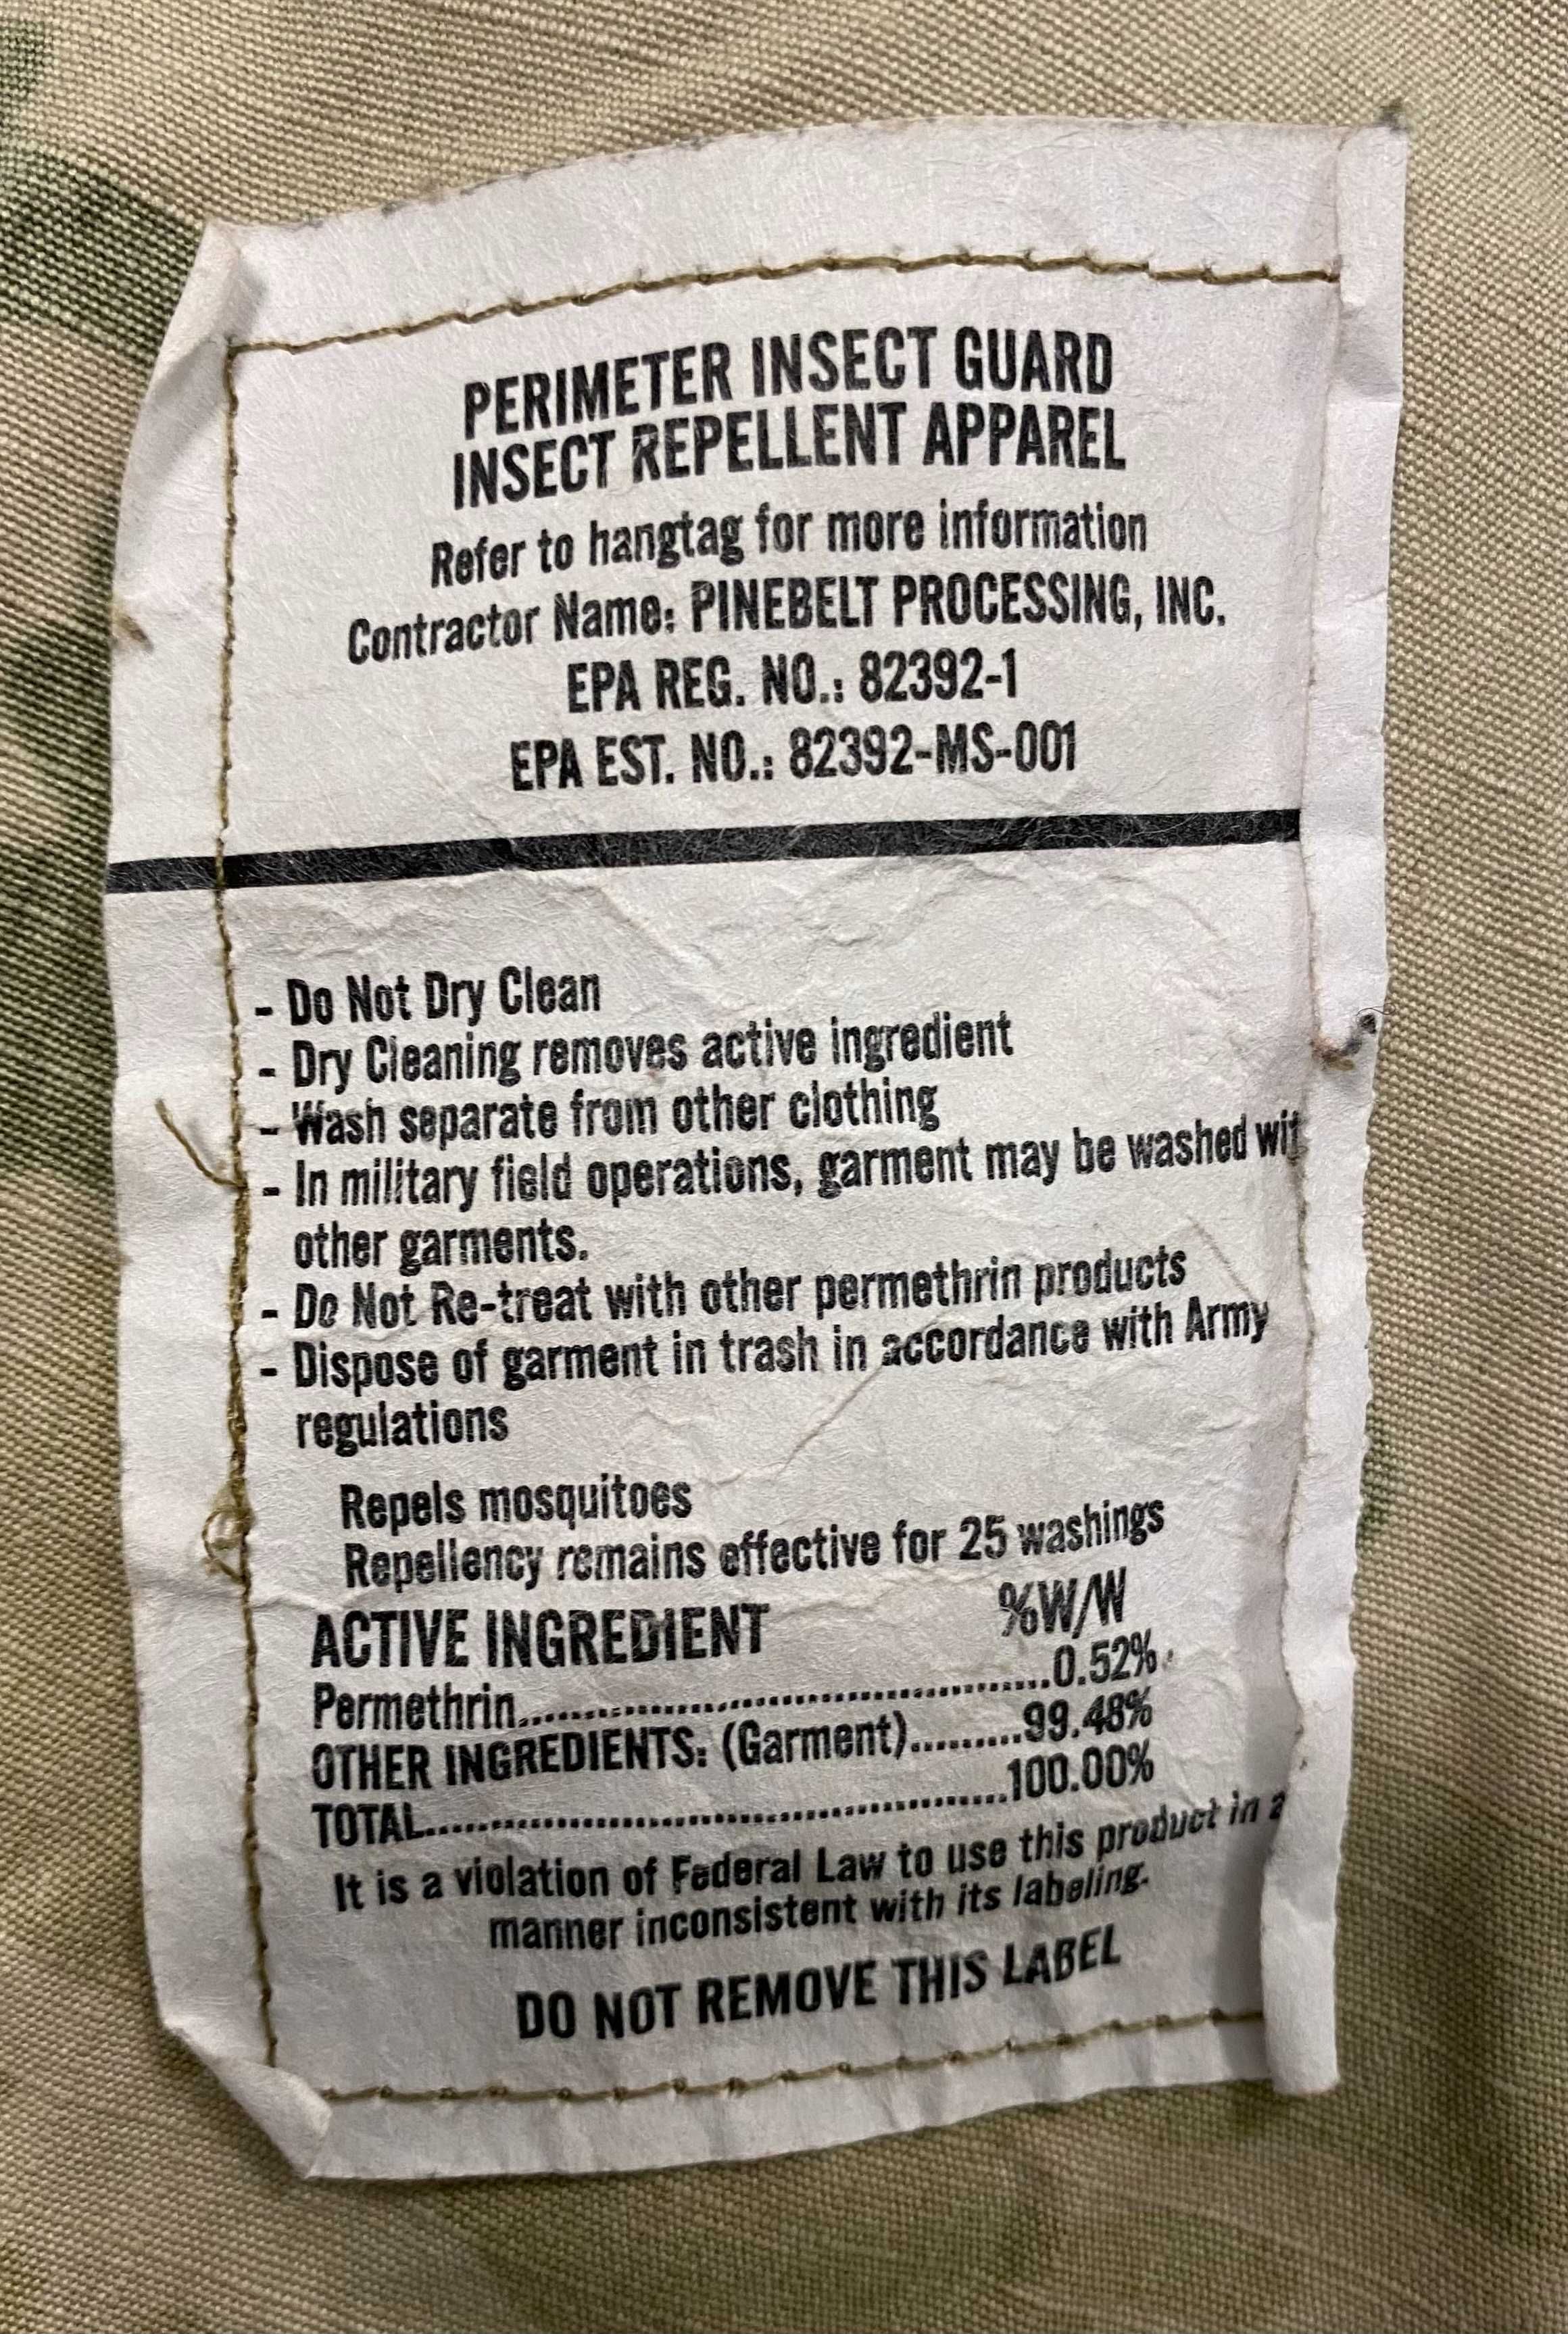 PERIMETER INSECT GUARD
INSECT REPELLENT APPAREL
Refer to hangtag for more information
Contractor Name: PINEBELT PROCESSING, INC.
EPA REG. NO.: 82392-1
EPA EST. NO.: 82392-MS-001
- Do Not Dry Clean
- Dry Cleaning removes active ingredient
- Wash separate from other clothing
- In military field operations, garment may be washed wit
other garments.
- Do Not Re-treat with other permethrin products
- Dispose of garment in trash in accordance with Army
regulations
Repels mosquitoes
Repellency remains effective for 25 washings
ACTIVE INGREDIENT %W/W
Permethrin....................................................0.52%
OTHER INGREDIENTS: (Garment)..........99.48%
TOTAL..........................................................100.00%
It is a violation of Federal Law to use this product in a
manner inconsistent with its labeling.
DO NOT REMOVE THIS LABEL